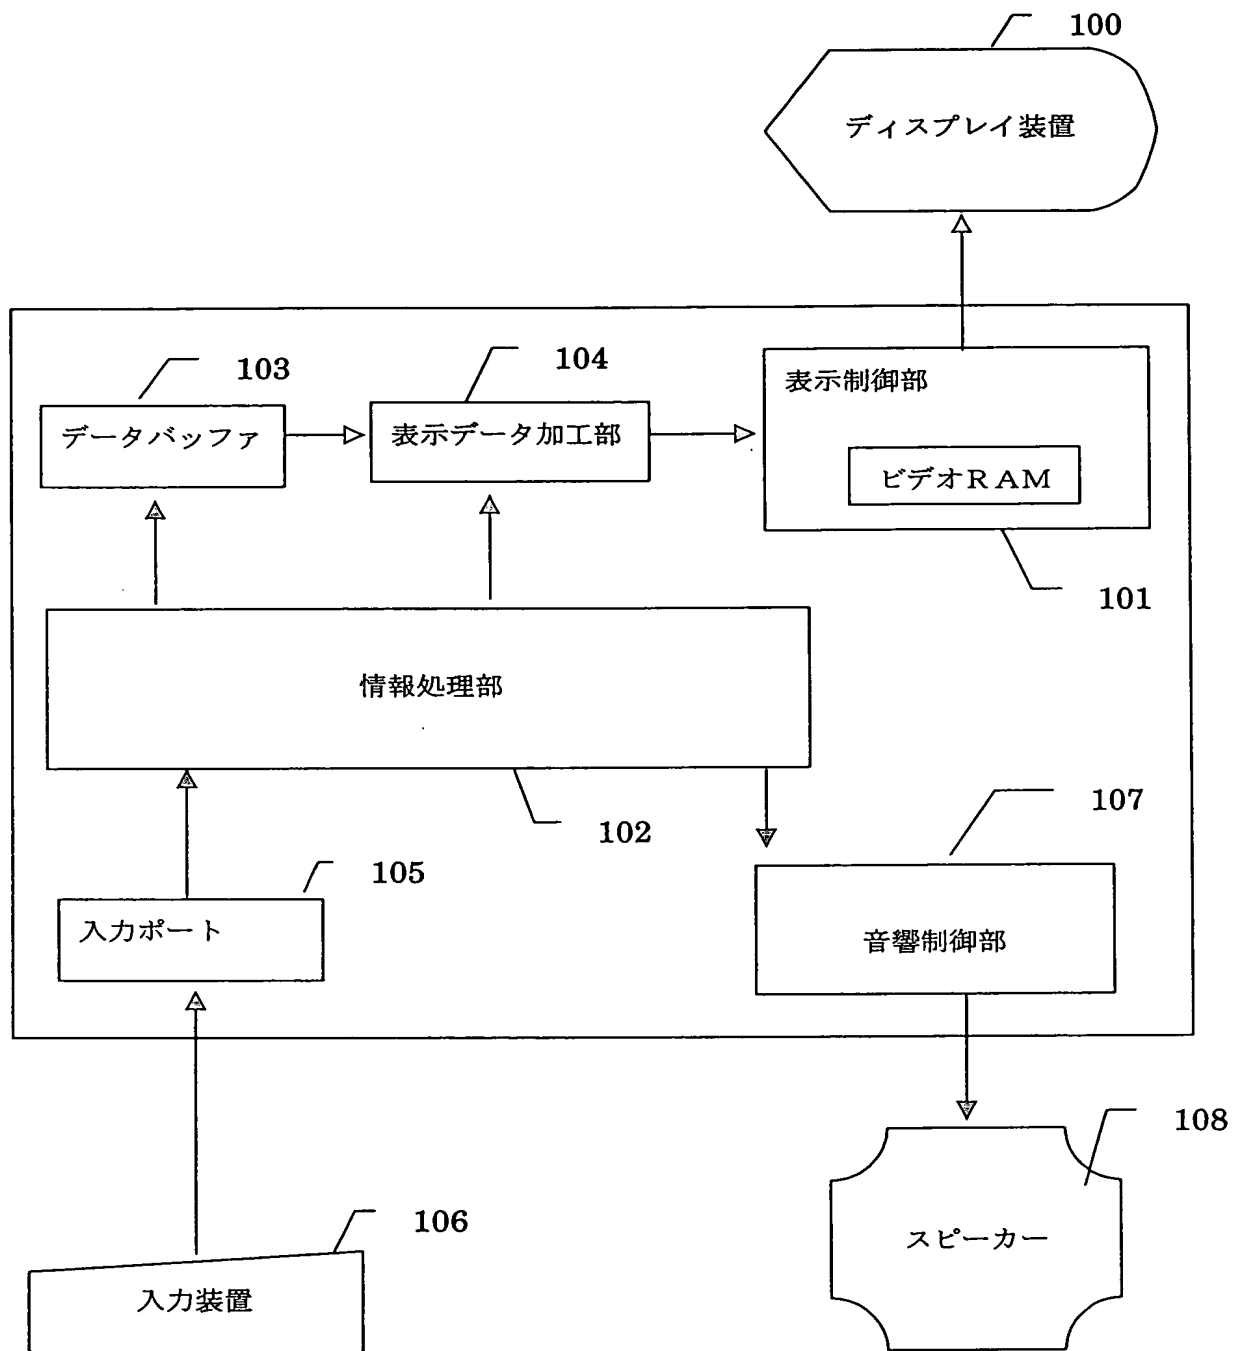 100
ディスプレイ装置
103
104
表示制御部
データバッファ
表示データ加工部
ビデオRAM
101
情報処理部
102
107
105
入力ポート
音響制御部
108
106
スピーカー
入力装置